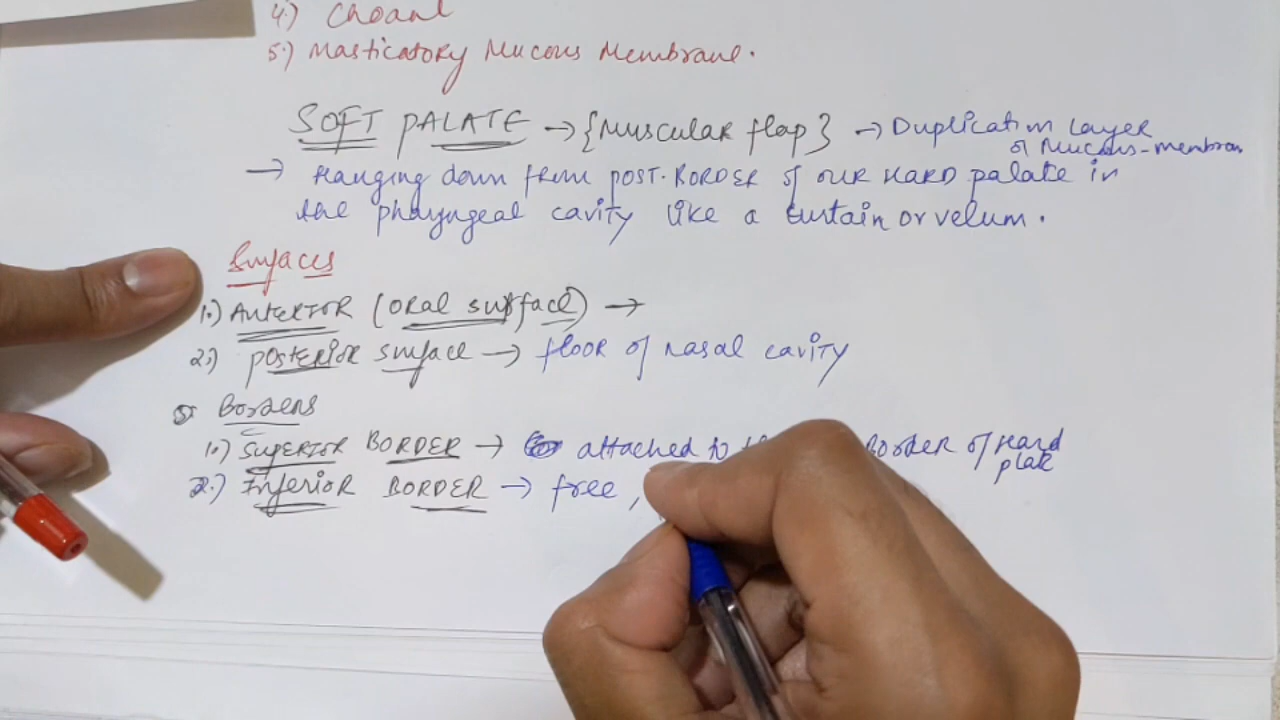 4.) Choanl
5.) Masticatory Mucous Membrane.
SOFT PALATE → {Muscular flap} → Duplication Layer
of Mucous-membran
→ Hanging down from POST. BORDER of our HARD palate in
the pharyngeal cavity like a curtain or velum.
Surfaces
1.) ANTERIOR (oral surface) →
2.) posterior surface → floor of nasal cavity
Borders
1.) SUPERIOR BORDER → attached to Border of Hard
plate
2.) Inferior BORDER → free,